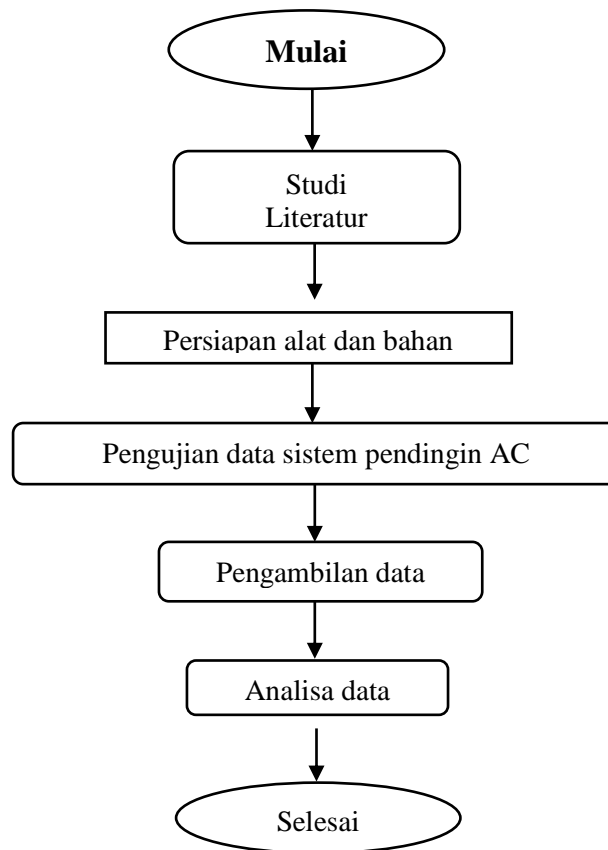 Mulai
Studi
Literatur
Persiapan alat dan bahan
Pengujian data sistem pendingin AC
Pengambilan data
Analisa data
Selesai